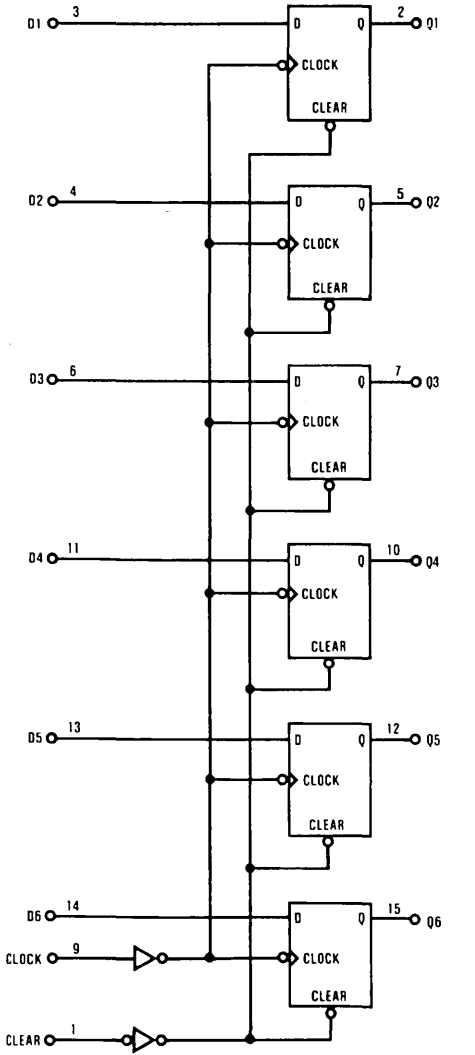 D1 3 D Q 2 Q1
CLOCK
CLEAR
D2 4 D Q 5 Q2
CLOCK
CLEAR
D3 6 D Q 7 Q3
CLOCK
CLEAR
D4 11 D Q 10 Q4
CLOCK
CLEAR
D5 13 D Q 12 Q5
CLOCK
CLEAR
D6 14 D Q 15 Q6
CLOCK 9 CLOCK
CLEAR
CLEAR 1